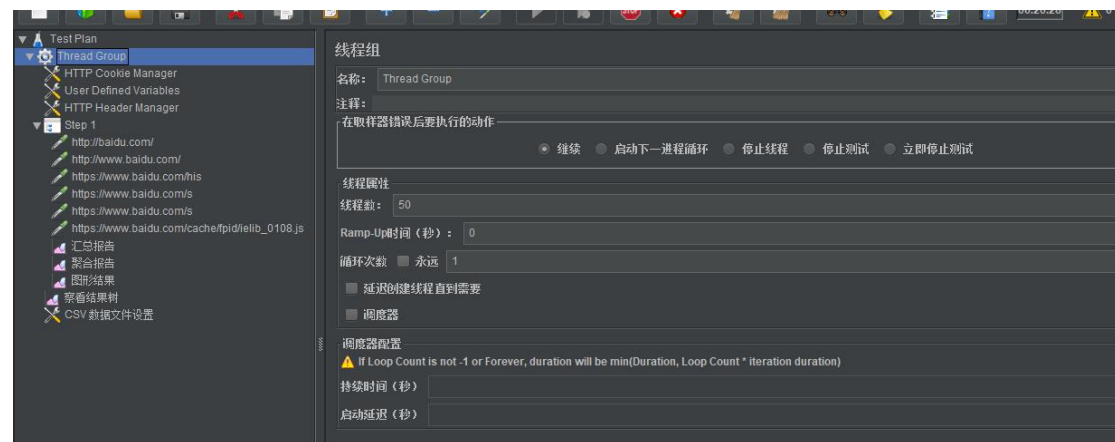 Test Plan
Thread Group
HTTP Cookie Manager
User Defined Variables
HTTP Header Manager
Step 1
http://baidu.com/
http://www.baidu.com/
https://www.baidu.com/his
https://www.baidu.com/s
https://www.baidu.com/s
https://www.baidu.com/cache/fpid/ielib_0108.js
汇总报告
聚合报告
图形结果
察看结果树
CSV 数据文件设置
线程组
名称： Thread Group
注释：
在取样器错误后要执行的动作
继续 启动下一进程循环 停止线程 停止测试 立即停止测试
线程属性
线程数： 50
Ramp-Up时间（秒）： 0
循环次数 永远 1
延迟创建线程直到需要
调度器
调度器配置
If Loop Count is not -1 or Forever, duration will be min(Duration, Loop Count * iteration duration)
持续时间（秒）
启动延迟（秒）